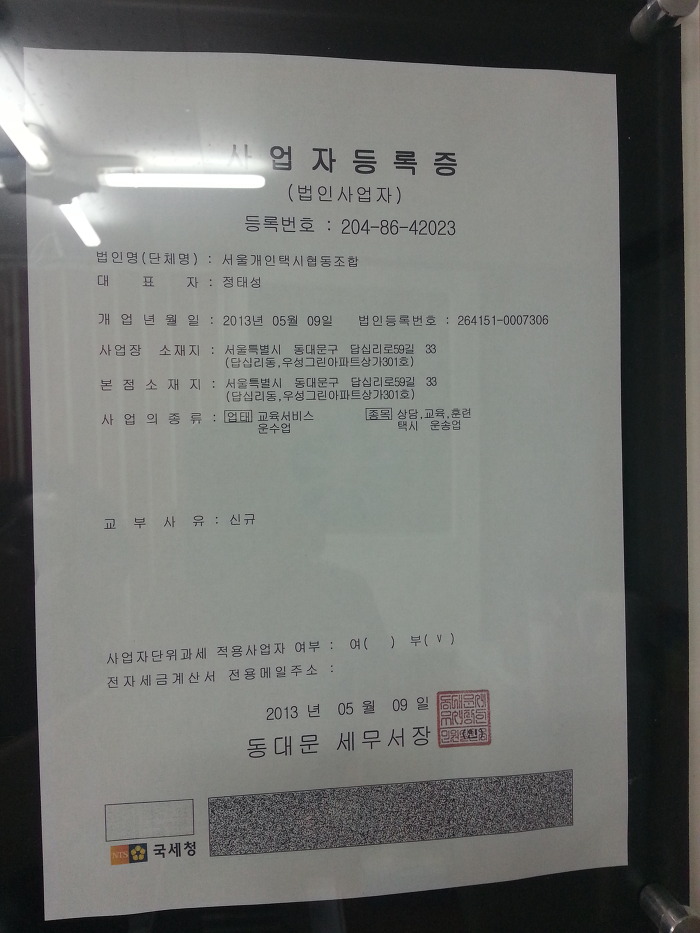 사업자등록증
(법인사업자)
등록번호 : 204-86-42023
법인명(단체명) : 서울개인택시협동조합
대 표 자 : 정태성
개 업 년 월 일 : 2013년 05월 09일 법인등록번호 : 264151-0007306
사업장 소재지 : 서울특별시 동대문구 답십리로59길 33
(답십리동,우성그린아파트상가301호)
본 점 소 재 지 : 서울특별시 동대문구 답십리로59길 33
(답십리동,우성그린아파트상가301호)
사 업 의 종 류 : 업태 교육서비스 종목 상담,교육,훈련
운수업 택시 운송업
교 부 사 유 : 신규
사업자단위과세 적용사업자 여부 : 여( ) 부( v )
전자세금계산서 전용메일주소 :
2013 년 05 월 09 일
동대문 세무서장 (인)
NTS 국세청